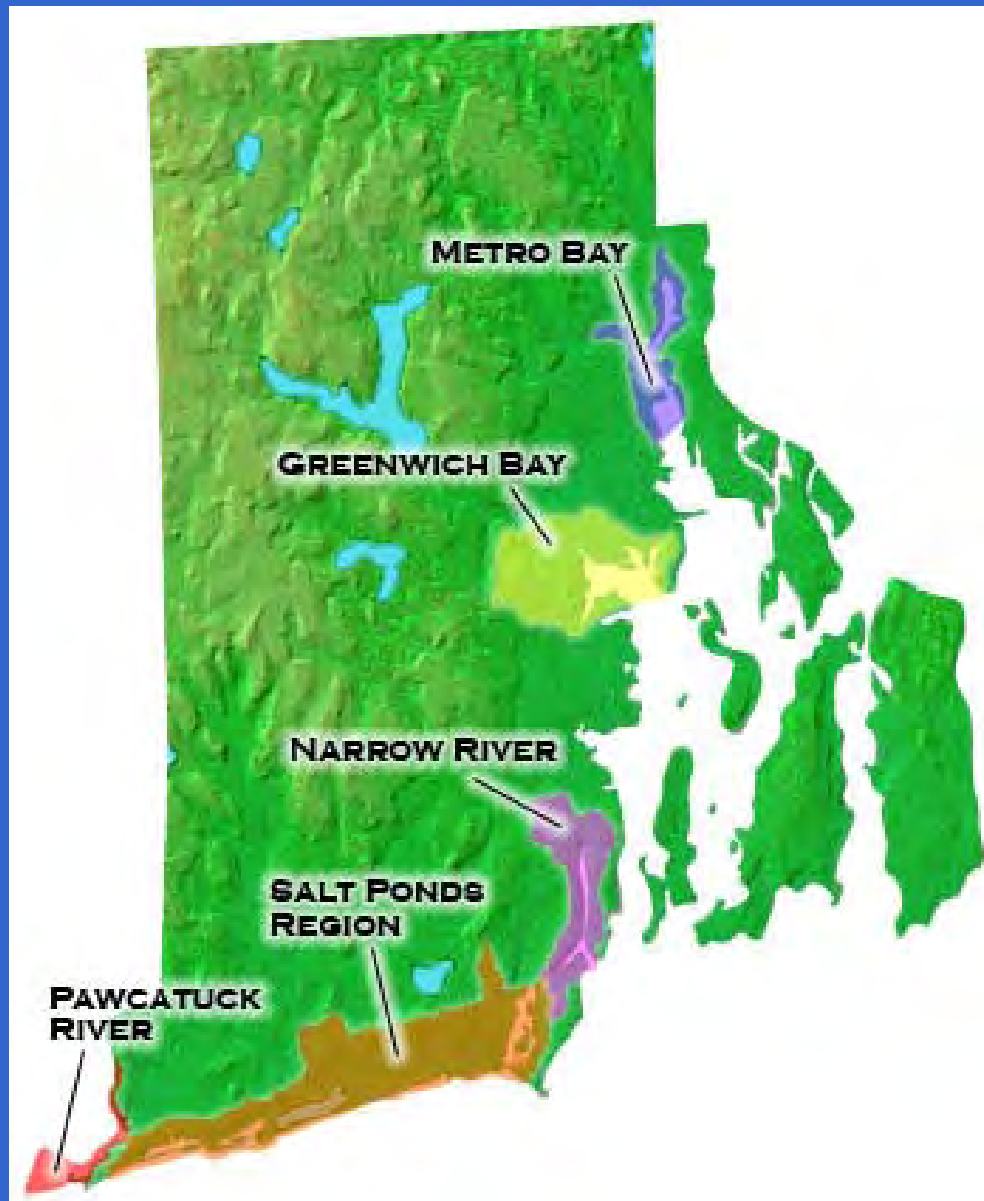 METRO BAY
GREENWICH BAY
NARROW RIVER
SALT PONDS
REGION
PAWCATUCK
RIVER